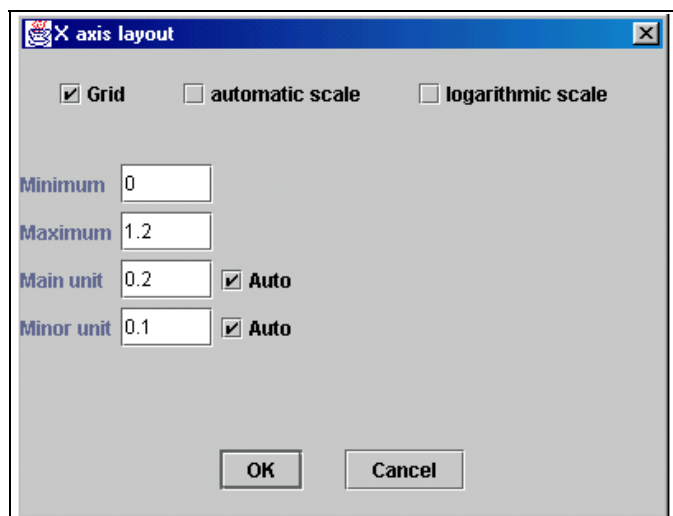 X axis layout
Grid automatic scale logarithmic scale
Minimum 0
Maximum 1.2
Main unit 0.2 Auto
Minor unit 0.1 Auto
OK Cancel